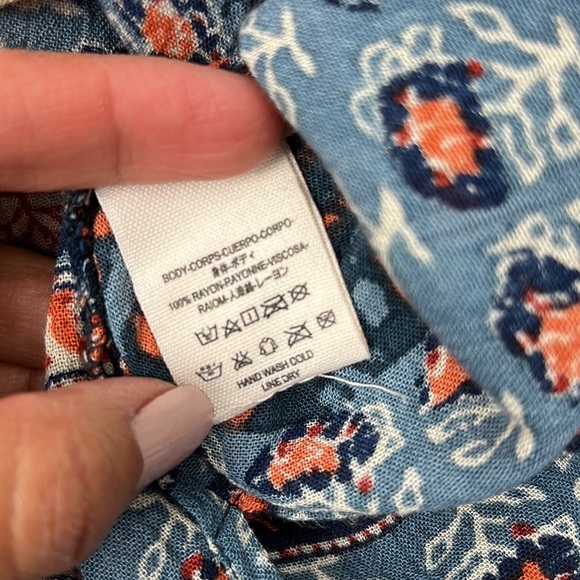 BODY-CORPS-CUERPO-CORPO-
身体-ボディ
100% RAYON-RAYONNE-VISCOSA-
RAIOM-人造絲-レーヨン
HAND WASH COLD
LINE DRY